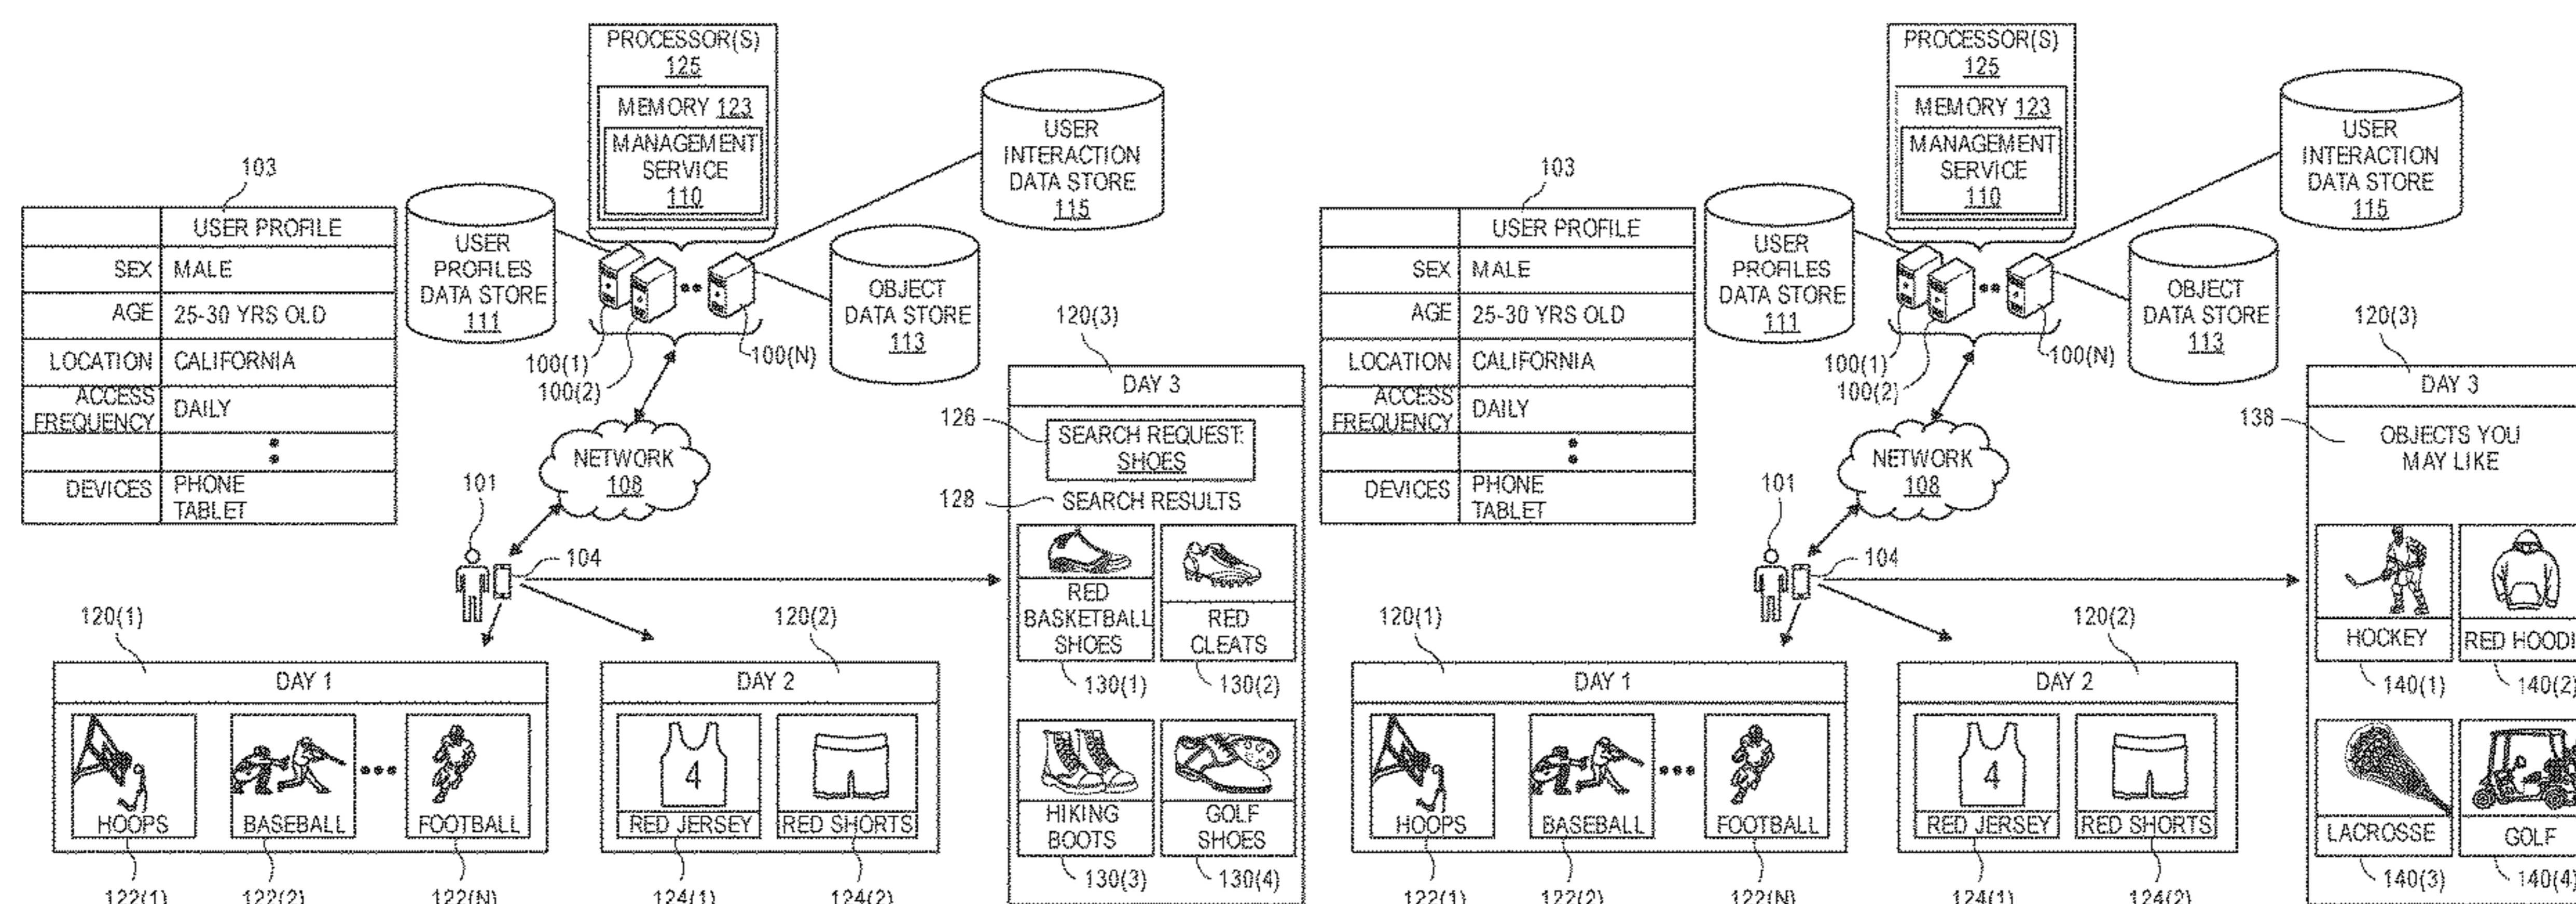 PROCESSOR(S)
125
MEMORY 123
MANAGEMENT
SERVICE
110
USER
INTERACTION
DATA STORE
115
103
USER PROFILE
SEX MALE
AGE 25-30 YRS OLD
LOCATION CALIFORNIA
ACCESS
FREQUENCY DAILY
DEVICES PHONE
TABLET
USER
PROFILES
DATA STORE
111
OBJECT
DATA STORE
113
100(1)
100(2)
100(N)
NETWORK
108
101
104
120(1)
DAY 1
HOOPS
BASEBALL
FOOTBALL
122(1)
122(2)
122(N)
120(2)
DAY 2
4
RED JERSEY
RED SHORTS
124(1)
124(2)
120(3)
DAY 3
126
SEARCH REQUEST:
SHOES
128
SEARCH RESULTS
RED
BASKETBALL
SHOES
RED
CLEATS
130(1)
130(2)
HIKING
BOOTS
GOLF
SHOES
130(3)
130(4)
PROCESSOR(S)
125
MEMORY 123
MANAGEMENT
SERVICE
110
USER
INTERACTION
DATA STORE
115
103
USER PROFILE
SEX MALE
AGE 25-30 YRS OLD
LOCATION CALIFORNIA
ACCESS
FREQUENCY DAILY
DEVICES PHONE
TABLET
USER
PROFILES
DATA STORE
111
OBJECT
DATA STORE
113
100(1)
100(2)
100(N)
NETWORK
108
101
104
120(1)
DAY 1
HOOPS
BASEBALL
FOOTBALL
122(1)
122(2)
122(N)
120(2)
DAY 2
4
RED JERSEY
RED SHORTS
124(1)
124(2)
120(3)
DAY 3
138
OBJECTS YOU
MAY LIKE
HOCKEY
RED HOODI
140(1)
140(2)
LACROSSE
GOLF
140(3)
140(4)